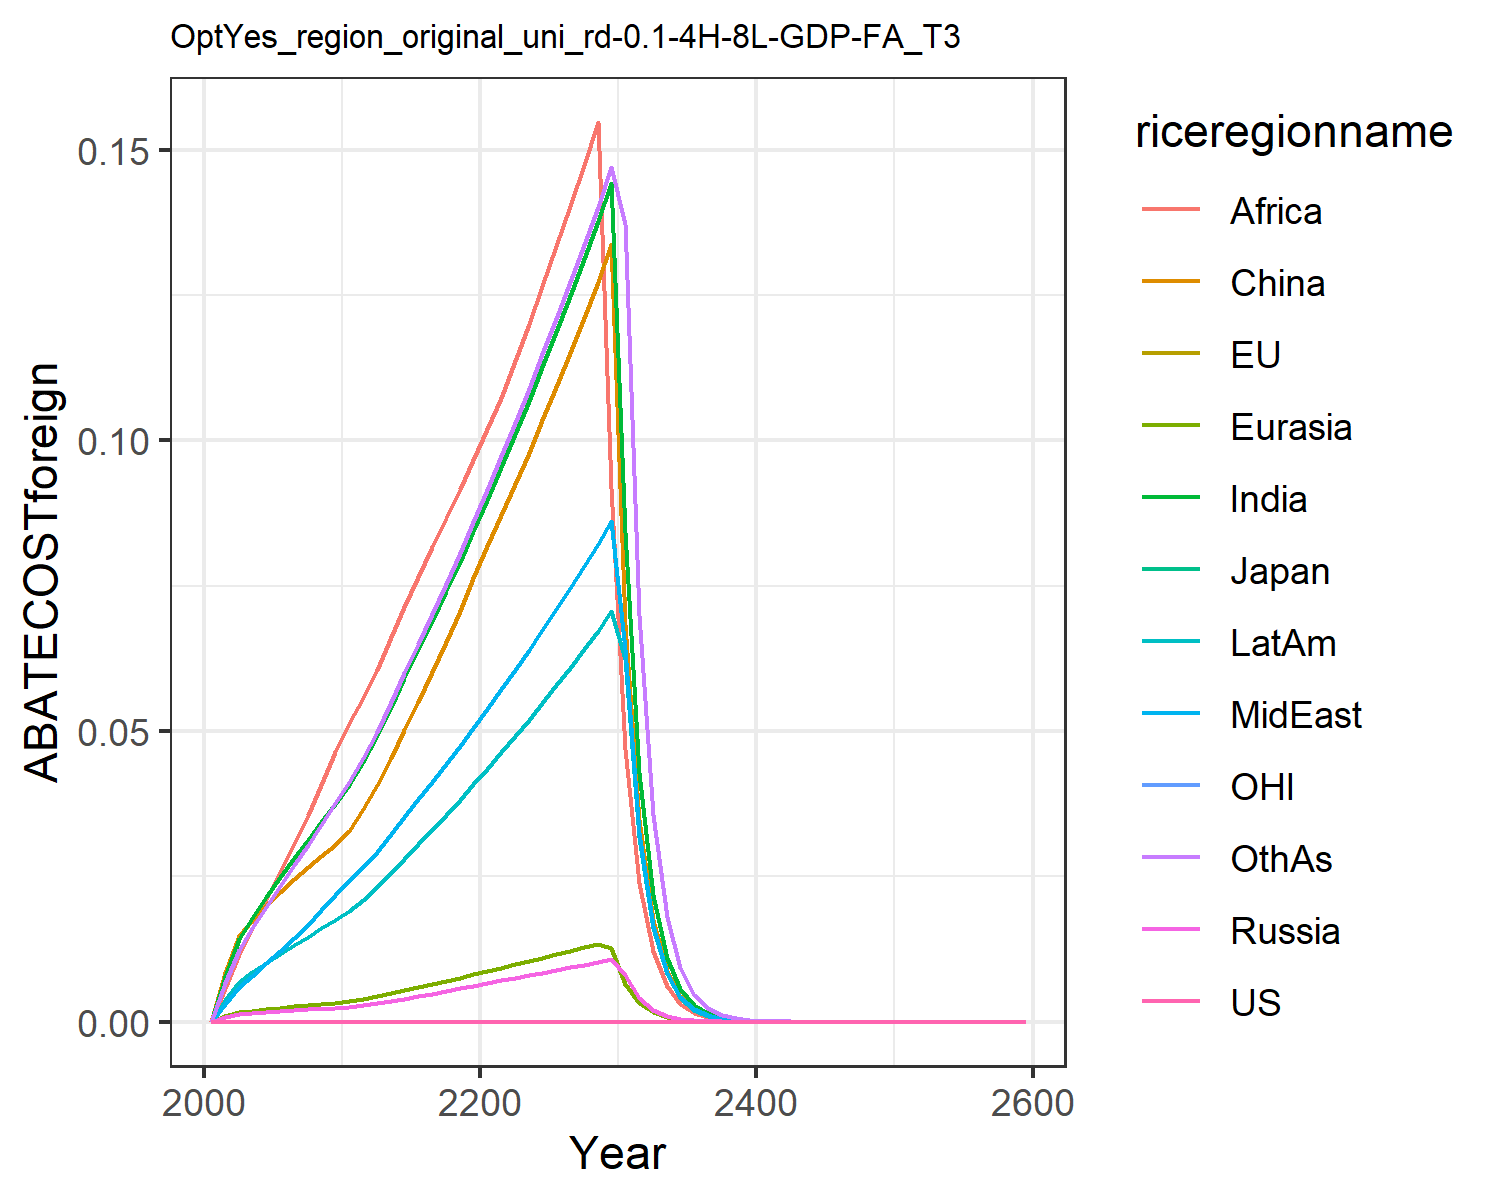 OptYes_region_original_uni_rd-0.1-4H-8L-GDP-FA_T3
riceregionname
Africa
China
EU
Eurasia
India
Japan
LatAm
MidEast
OHI
OthAs
Russia
US
ABATECOSTforeign
0.15
0.10
0.05
0.00
2000 2200 2400 2600
Year